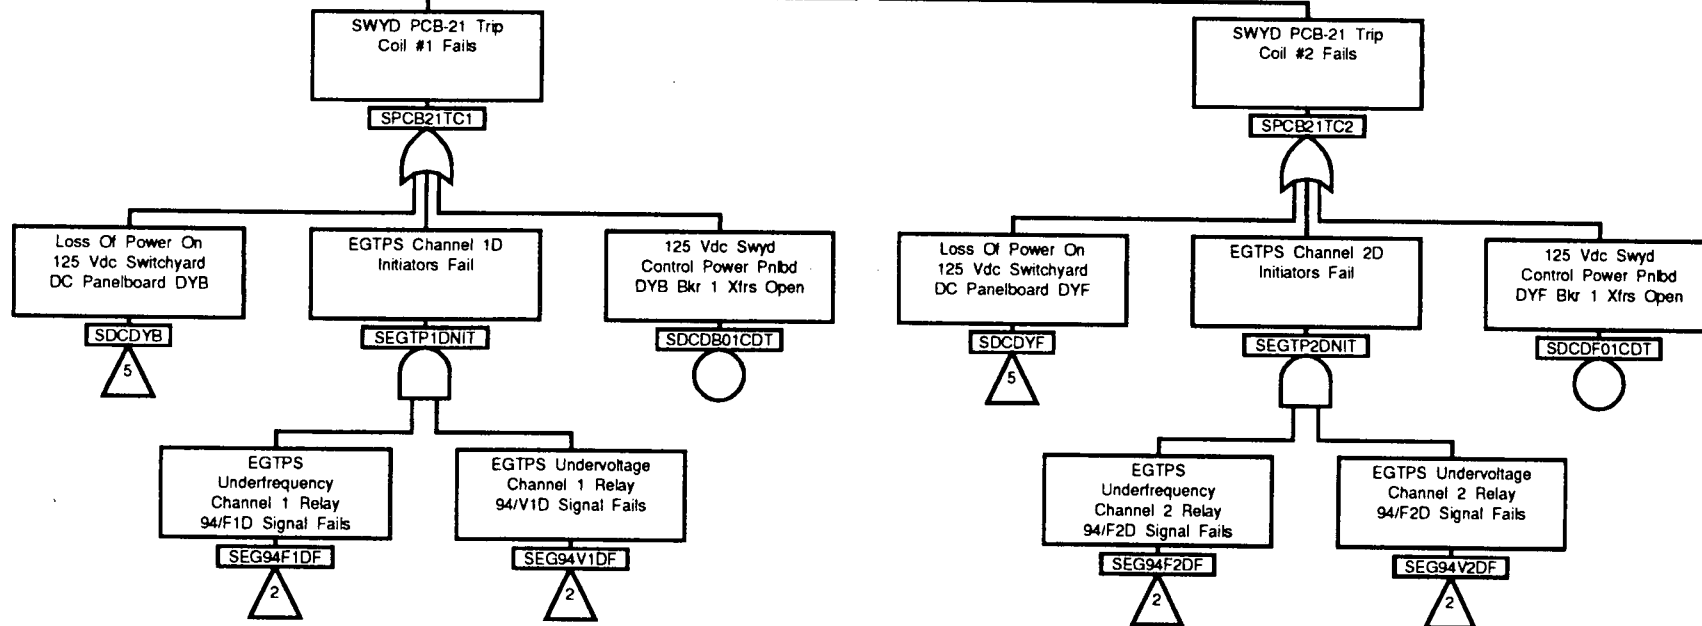 SWYD PCB-21 Trip
Coil #1 Fails
SPCB21TC1
SWYD PCB-21 Trip
Coil #2 Fails
SPCB21TC2
Loss Of Power On
125 Vdc Switchyard
DC Panelboard DYB
SDCDYB
5
EGTPS Channel 1D
Initiators Fail
SEGTP1DNIT
125 Vdc Swyd
Control Power Pnlbd
DYB Bkr 1 Xfrs Open
SDCDB01CDT
Loss Of Power On
125 Vdc Switchyard
DC Panelboard DYF
SDCDYF
5
EGTPS Channel 2D
Initiators Fail
SEGTP2DNIT
125 Vdc Swyd
Control Power Pnlbd
DYF Bkr 1 Xfrs Open
SDCDF01CDT
EGTPS
Underfrequency
Channel 1 Relay
94/F1D Signal Fails
SEG94F1DF
2
EGTPS Undervoltage
Channel 1 Relay
94/V1D Signal Fails
SEG94V1DF
2
EGTPS
Underfrequency
Channel 2 Relay
94/F2D Signal Fails
SEG94F2DF
2
EGTPS Undervoltage
Channel 2 Relay
94/F2D Signal Fails
SEG94V2DF
2